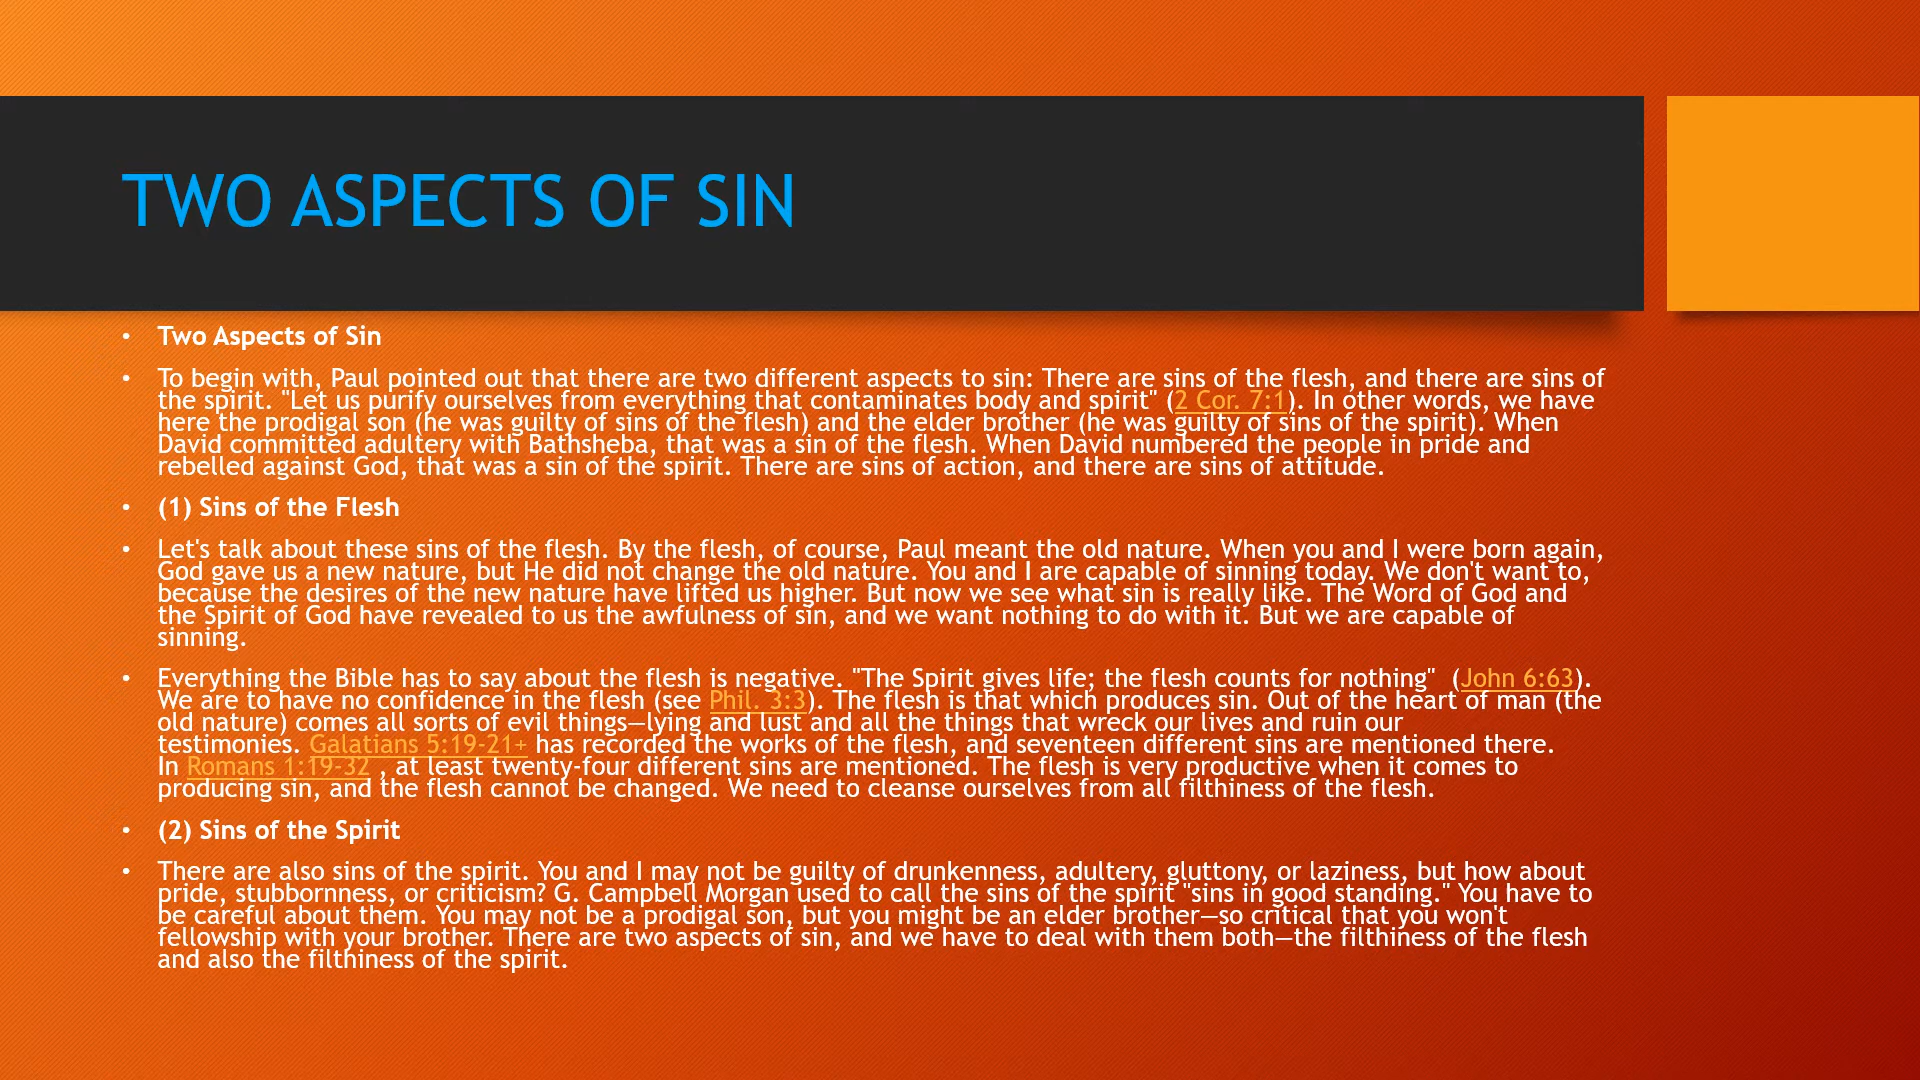 TWO ASPECTS OF SIN
• Two Aspects of Sin
• To begin with, Paul pointed out that there are two different aspects to sin: There are sins of the flesh, and there are sins of
the spirit. "Let us purify ourselves from everything that contaminates body and spirit" (2 Cor. 7:1). In other words, we have
here the prodigal son (he was guilty of sins of the flesh) and the elder brother (he was guilty of sins of the spirit). When
David committed adultery with Bathsheba, that was a sin of the flesh. When David numbered the people in pride and
rebelled against God, that was a sin of the spirit. There are sins of action, and there are sins of attitude.
• (1) Sins of the Flesh
• Let's talk about these sins of the flesh. By the flesh, of course, Paul meant the old nature. When you and I were born again,
God gave us a new nature, but He did not change the old nature. You and I are capable of sinning today. We don't want to,
because the desires of the new nature have lifted us higher. But now we see what sin is really like. The Word of God and
the Spirit of God have revealed to us the awfulness of sin, and we want nothing to do with it. But we are capable of
sinning.
• Everything the Bible has to say about the flesh is negative. "The Spirit gives life; the flesh counts for nothing" (John 6:63).
We are to have no confidence in the flesh (see Phil. 3:3). The flesh is that which produces sin. Out of the heart of man (the
old nature) comes all sorts of evil things—lying and lust and all the things that wreck our lives and ruin our
testimonies. Galatians 5:19-21+ has recorded the works of the flesh, and seventeen different sins are mentioned there.
In Romans 1:19-32 , at least twenty-four different sins are mentioned. The flesh is very productive when it comes to
producing sin, and the flesh cannot be changed. We need to cleanse ourselves from all filthiness of the flesh.
• (2) Sins of the Spirit
• There are also sins of the spirit. You and I may not be guilty of drunkenness, adultery, gluttony, or laziness, but how about
pride, stubbornness, or criticism? G. Campbell Morgan used to call the sins of the spirit "sins in good standing." You have to
be careful about them. You may not be a prodigal son, but you might be an elder brother—so critical that you won't
fellowship with your brother. There are two aspects of sin, and we have to deal with them both—the filthiness of the flesh
and also the filthiness of the spirit.